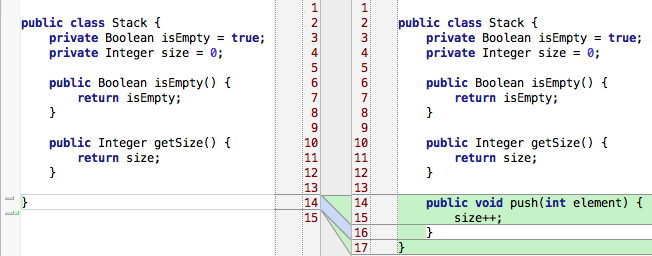 1 1
public class Stack { 2 2 public class Stack {
private Boolean isEmpty = true; 3 3 private Boolean isEmpty = true;
private Integer size = 0; 4 4 private Integer size = 0;
5 5
public Boolean isEmpty() { 6 6 public Boolean isEmpty() {
return isEmpty; 7 7 return isEmpty;
} 8 8 }
9 9
public Integer getSize() { 10 10 public Integer getSize() {
return size; 11 11 return size;
} 12 12 }
13 13
} 14 14 public void push(int element) {
15 15 size++;
16 }
17 }